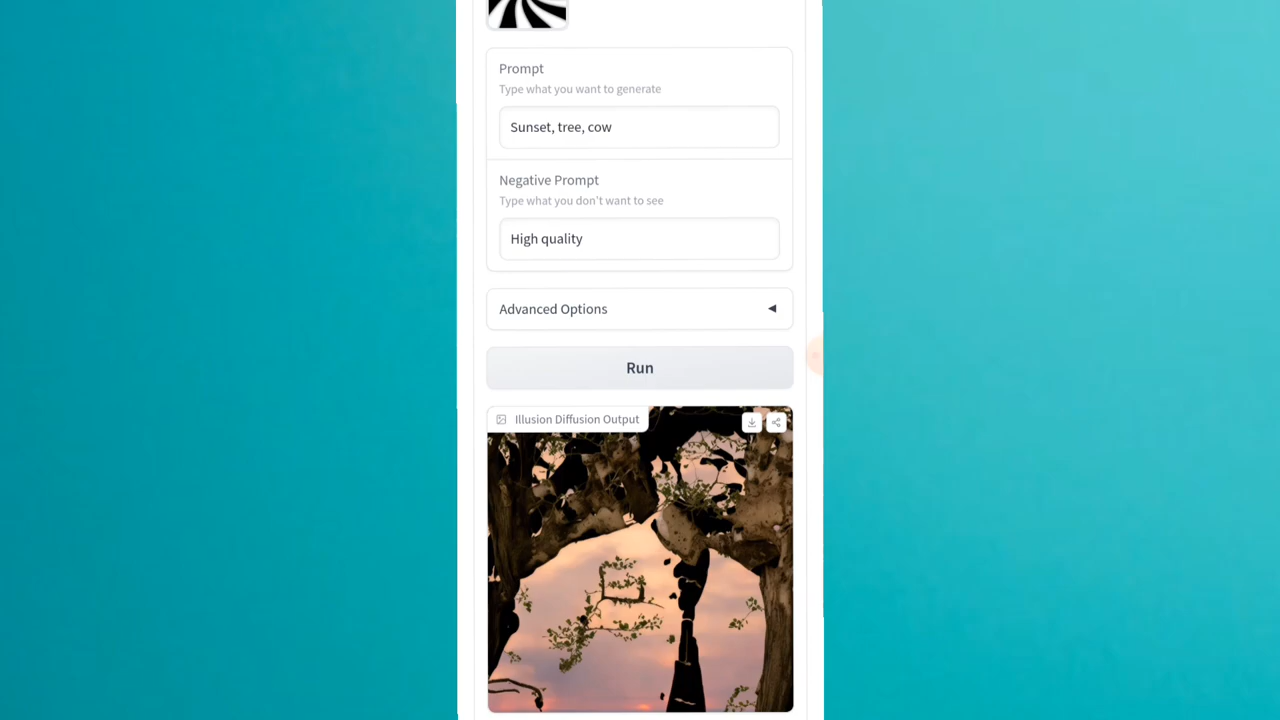 Prompt
Type what you want to generate
Sunset, tree, cow
Negative Prompt
Type what you don't want to see
High quality
Advanced Options
Run
Illusion Diffusion Output